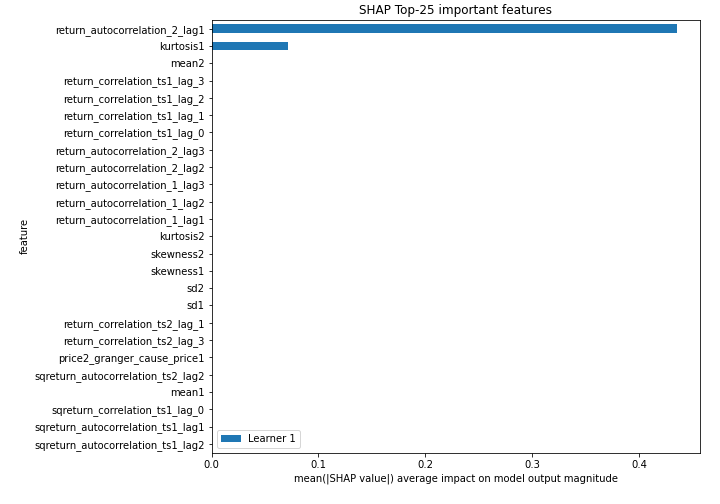 SHAP Top-25 important features
return_autocorrelation_2_lag1
kurtosis1
mean2
return_correlation_ts1_lag_3
return_correlation_ts1_lag_2
return_correlation_ts1_lag_1
return_correlation_ts1_lag_0
return_autocorrelation_2_lag3
return_autocorrelation_2_lag2
return_autocorrelation_1_lag3
return_autocorrelation_1_lag2
return_autocorrelation_1_lag1
kurtosis2
skewness2
skewness1
sd2
sd1
return_correlation_ts2_lag_1
return_correlation_ts2_lag_3
price2_granger_cause_price1
sqreturn_autocorrelation_ts2_lag2
mean1
sqreturn_correlation_ts1_lag_0
sqreturn_autocorrelation_ts1_lag1
sqreturn_autocorrelation_ts1_lag2
feature
Learner 1
0.0 0.1 0.2 0.3 0.4
mean(|SHAP value|) average impact on model output magnitude